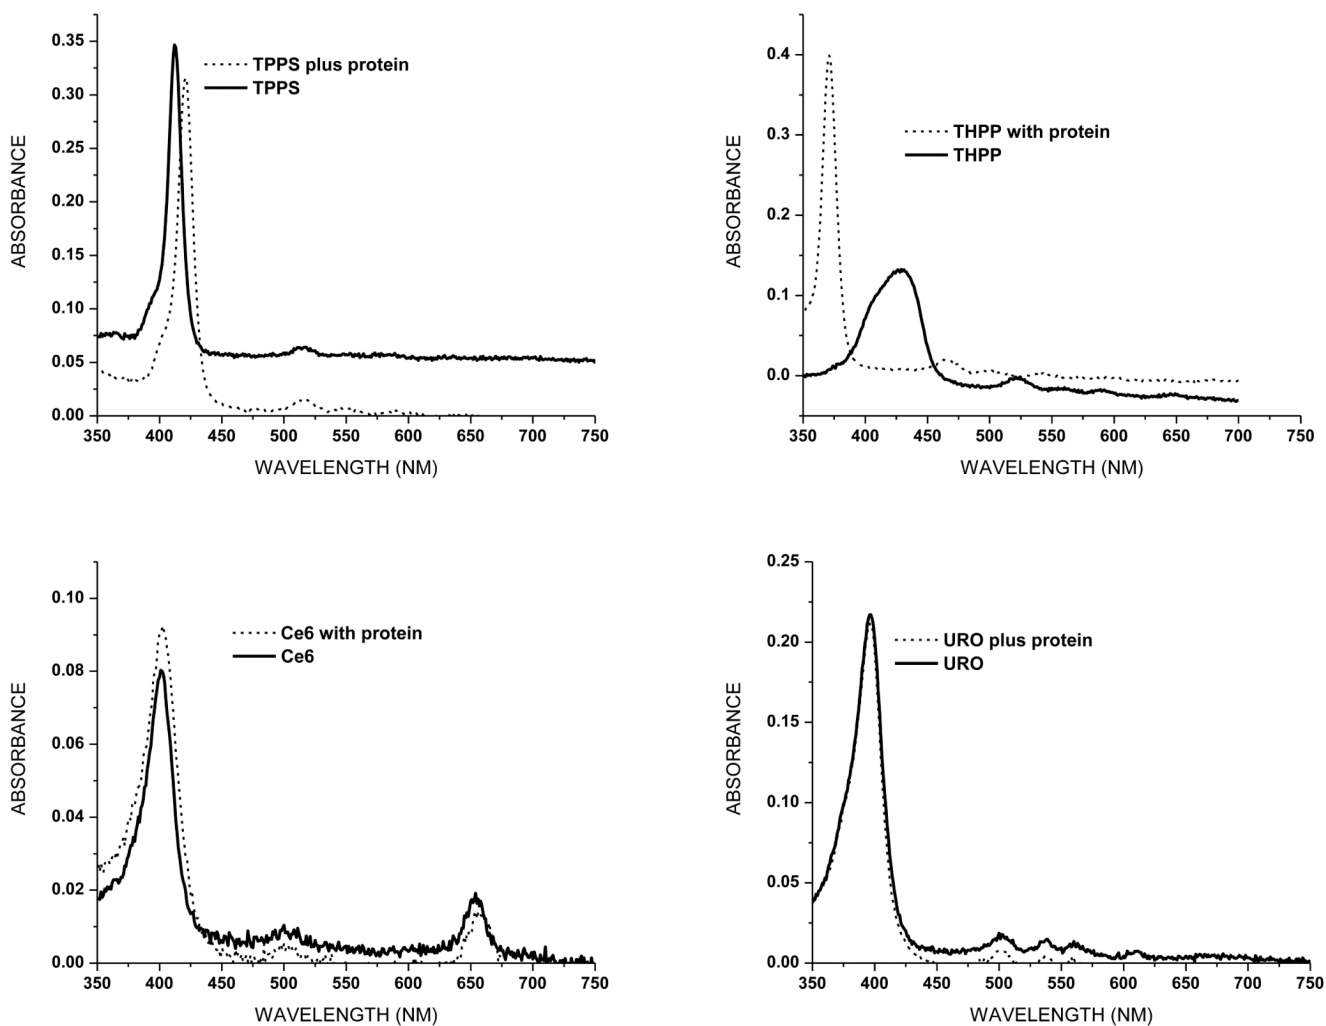 0.35
0.30
0.25
0.20
0.15
0.10
0.05
0.00
ABSORBANCE
TPPS plus protein
TPPS
350 400 450 500 550 600 650 700 750
WAVELENGTH (NM)
0.4
0.3
0.2
0.1
0.0
ABSORBANCE
THPP with protein
THPP
350 400 450 500 550 600 650 700 750
WAVELENGTH (NM)
0.10
0.08
0.06
0.04
0.02
0.00
ABSORBANCE
Ce6 with protein
Ce6
350 400 450 500 550 600 650 700 750
WAVELENGTH (NM)
0.25
0.20
0.15
0.10
0.05
0.00
ABSORBANCE
URO plus protein
URO
350 400 450 500 550 600 650 700 750
WAVELENGTH (NM)